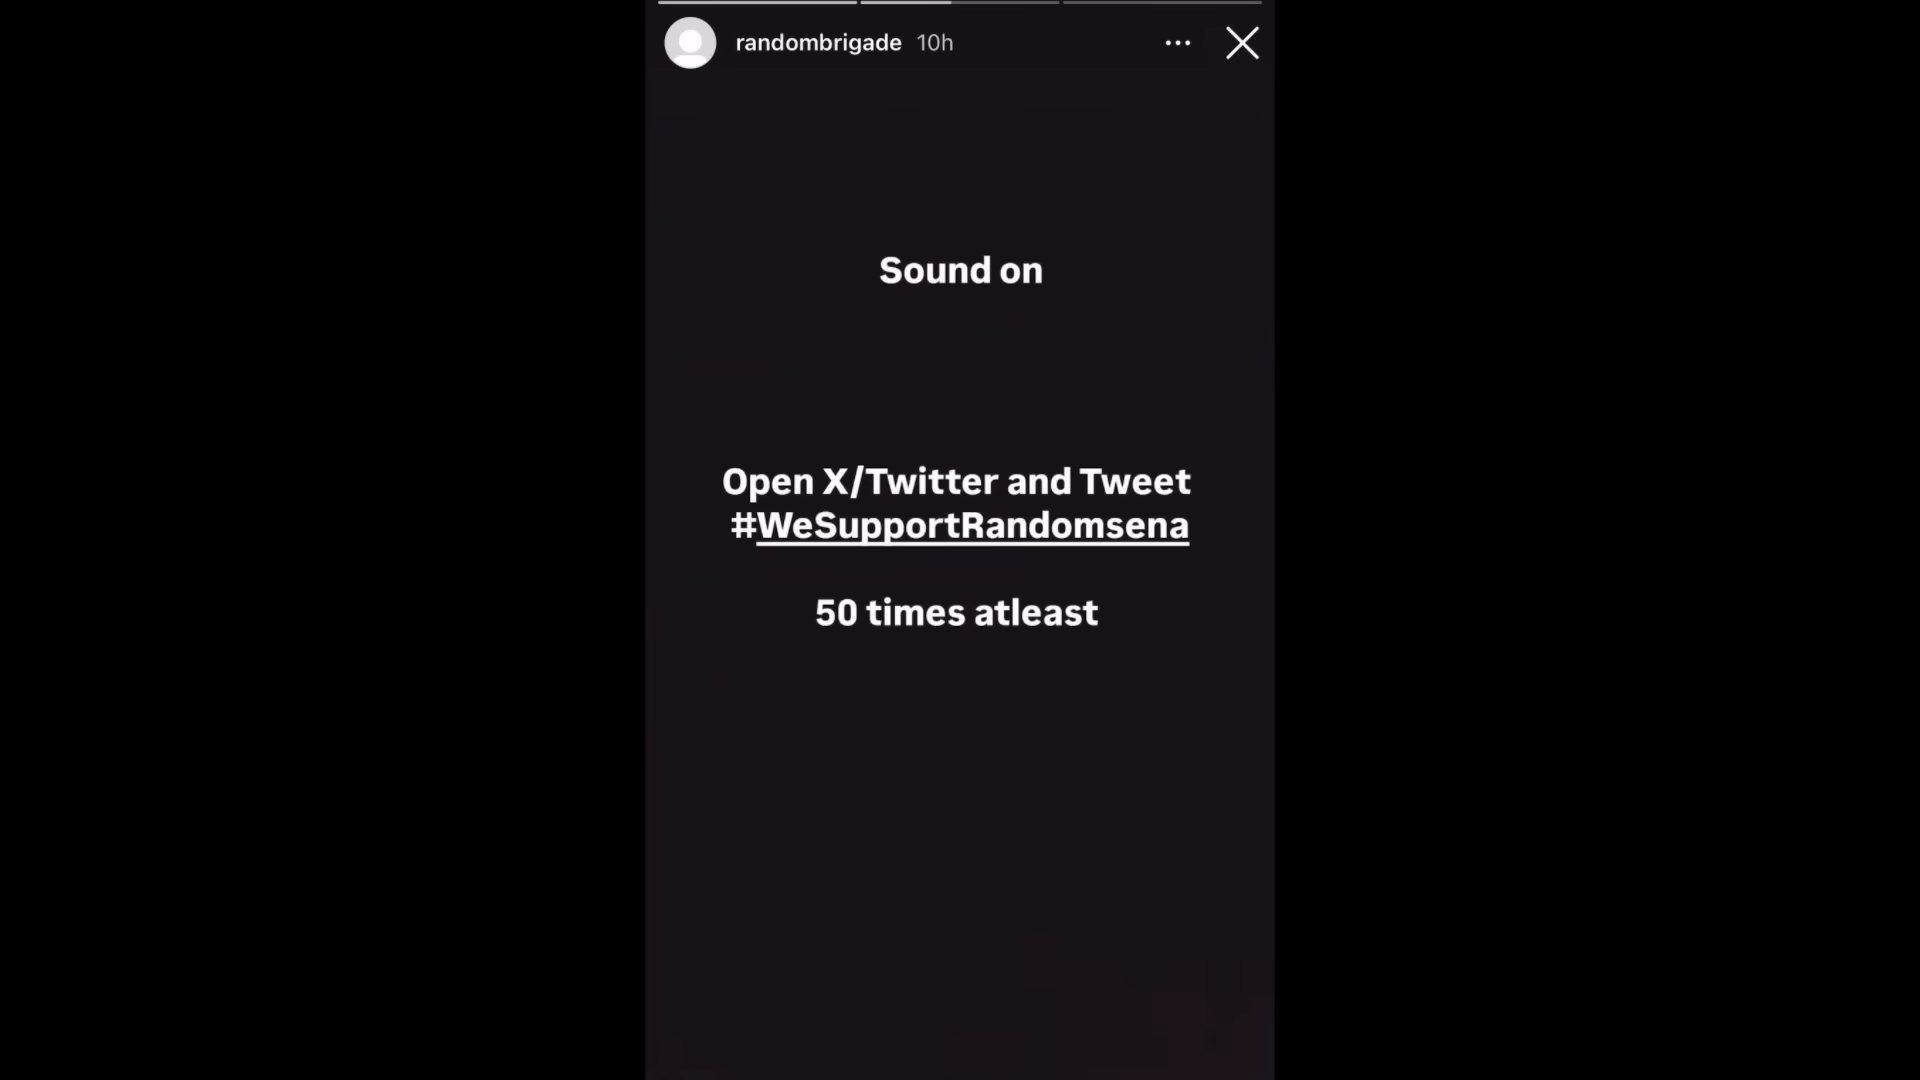 randombrigade 10h
Sound on
Open X/Twitter and Tweet
#WeSupportRandomsena
50 times atleast